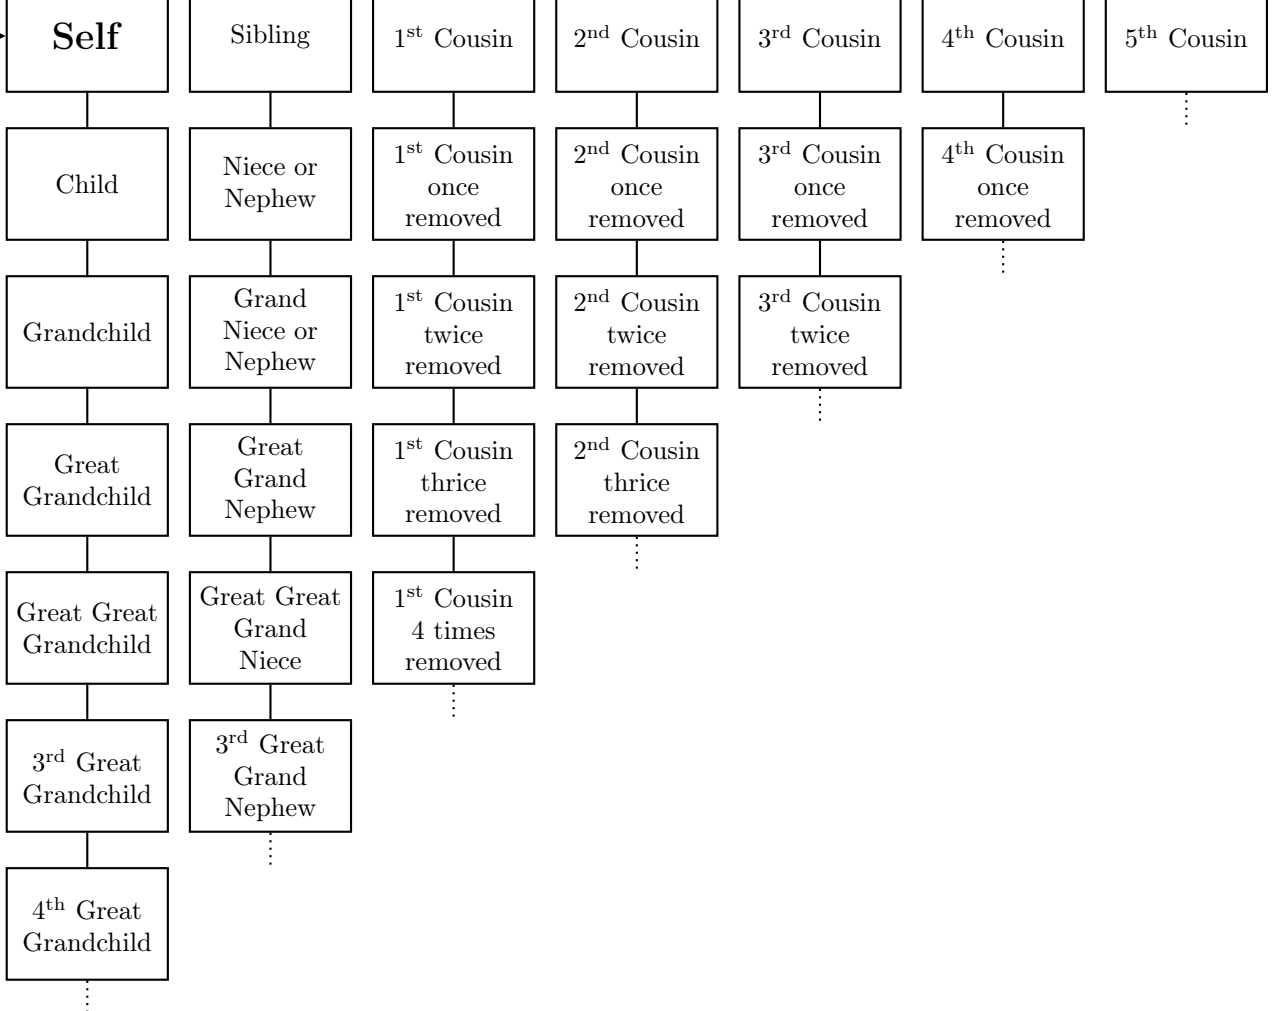 Self
Sibling
1st Cousin
2nd Cousin
3rd Cousin
4th Cousin
5th Cousin
Child
Niece or
Nephew
1st Cousin
once
removed
2nd Cousin
once
removed
3rd Cousin
once
removed
4th Cousin
once
removed
Grandchild
Grand
Niece or
Nephew
1st Cousin
twice
removed
2nd Cousin
twice
removed
3rd Cousin
twice
removed
Great
Grandchild
Great
Grand
Nephew
1st Cousin
thrice
removed
2nd Cousin
thrice
removed
Great Great
Grandchild
Great Great
Grand
Niece
1st Cousin
4 times
removed
3rd Great
Grandchild
3rd Great
Grand
Nephew
4th Great
Grandchild